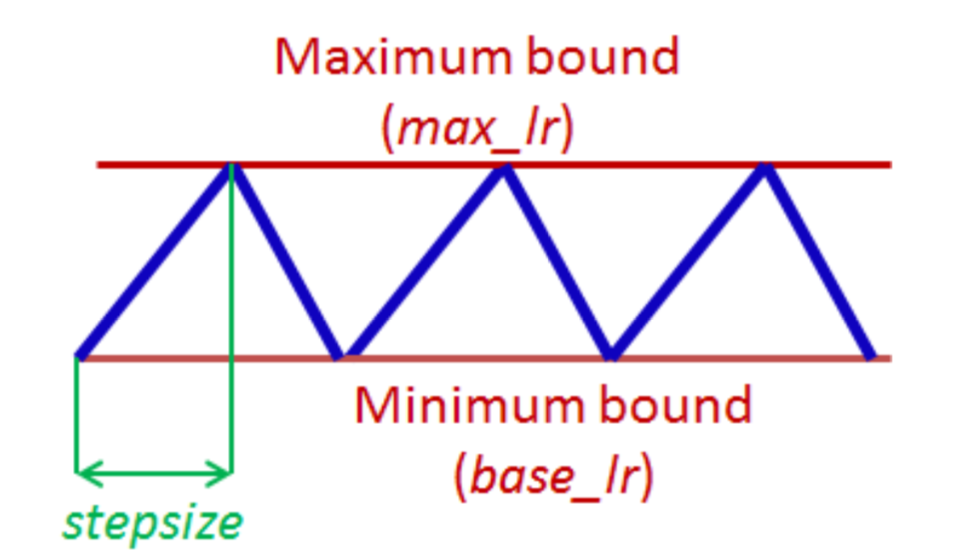 Maximum bound
(max_lr)
Minimum bound
(base_lr)
stepsize